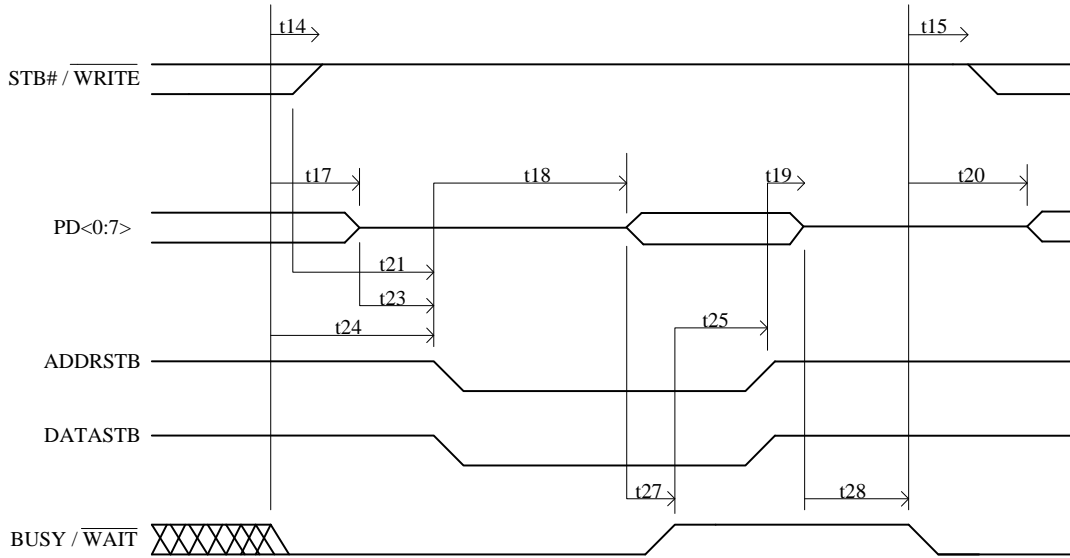 t14
t15
STB# / WRITE
t17
t18
t19
t20
PD<0:7>
t21
t23
t24
t25
ADDRSTB
DATASTB
t27
t28
BUSY / WAIT